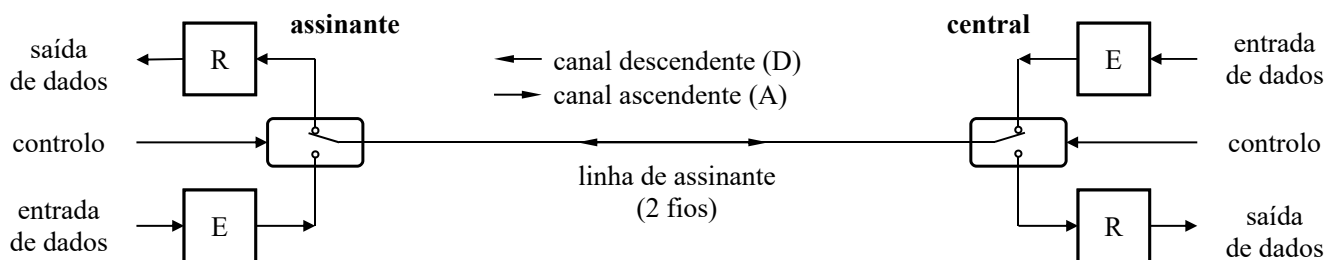 assinante
central
saída
de dados
R
canal descendente (D)
canal ascendente (A)
E
entrada
de dados
controlo
controlo
linha de assinante
(2 fios)
entrada
de dados
E
R
saída
de dados